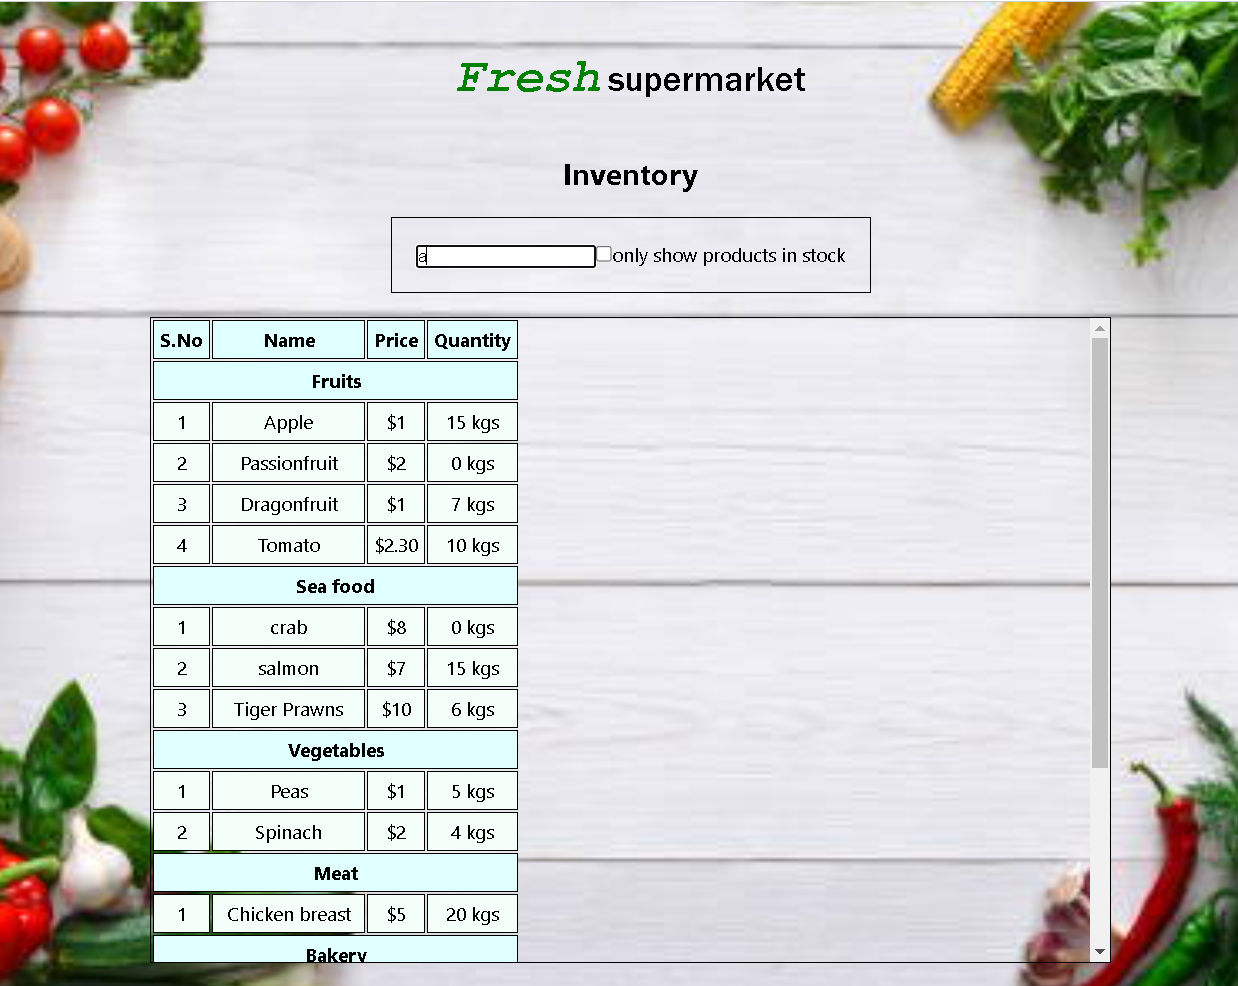 Fresh supermarket
Inventory
a
only show products in stock
S.No Name Price Quantity
Fruits
1 Apple $1 15 kgs
2 Passionfruit $2 0 kgs
3 Dragonfruit $1 7 kgs
4 Tomato $2.30 10 kgs
Sea food
1 crab $8 0 kgs
2 salmon $7 15 kgs
3 Tiger Prawns $10 6 kgs
Vegetables
1 Peas $1 5 kgs
2 Spinach $2 4 kgs
Meat
1 Chicken breast $5 20 kgs
Bakery